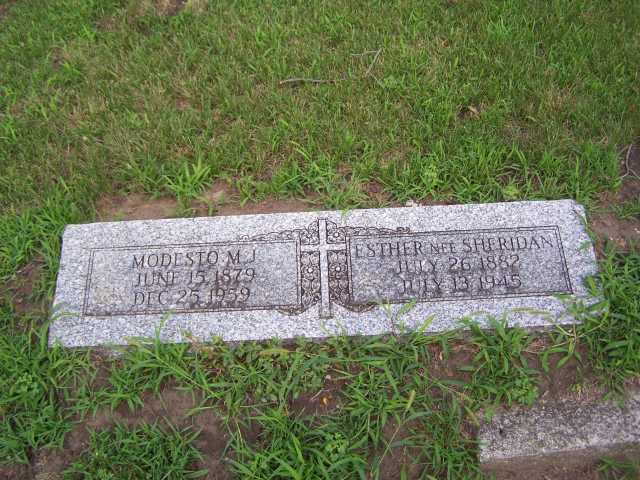 MODESTO M.J.
JUNE 15, 1879
DEC. 25, 1959
ESTHER NEE SHERIDAN
JULY 26, 1882
JULY 13, 1945